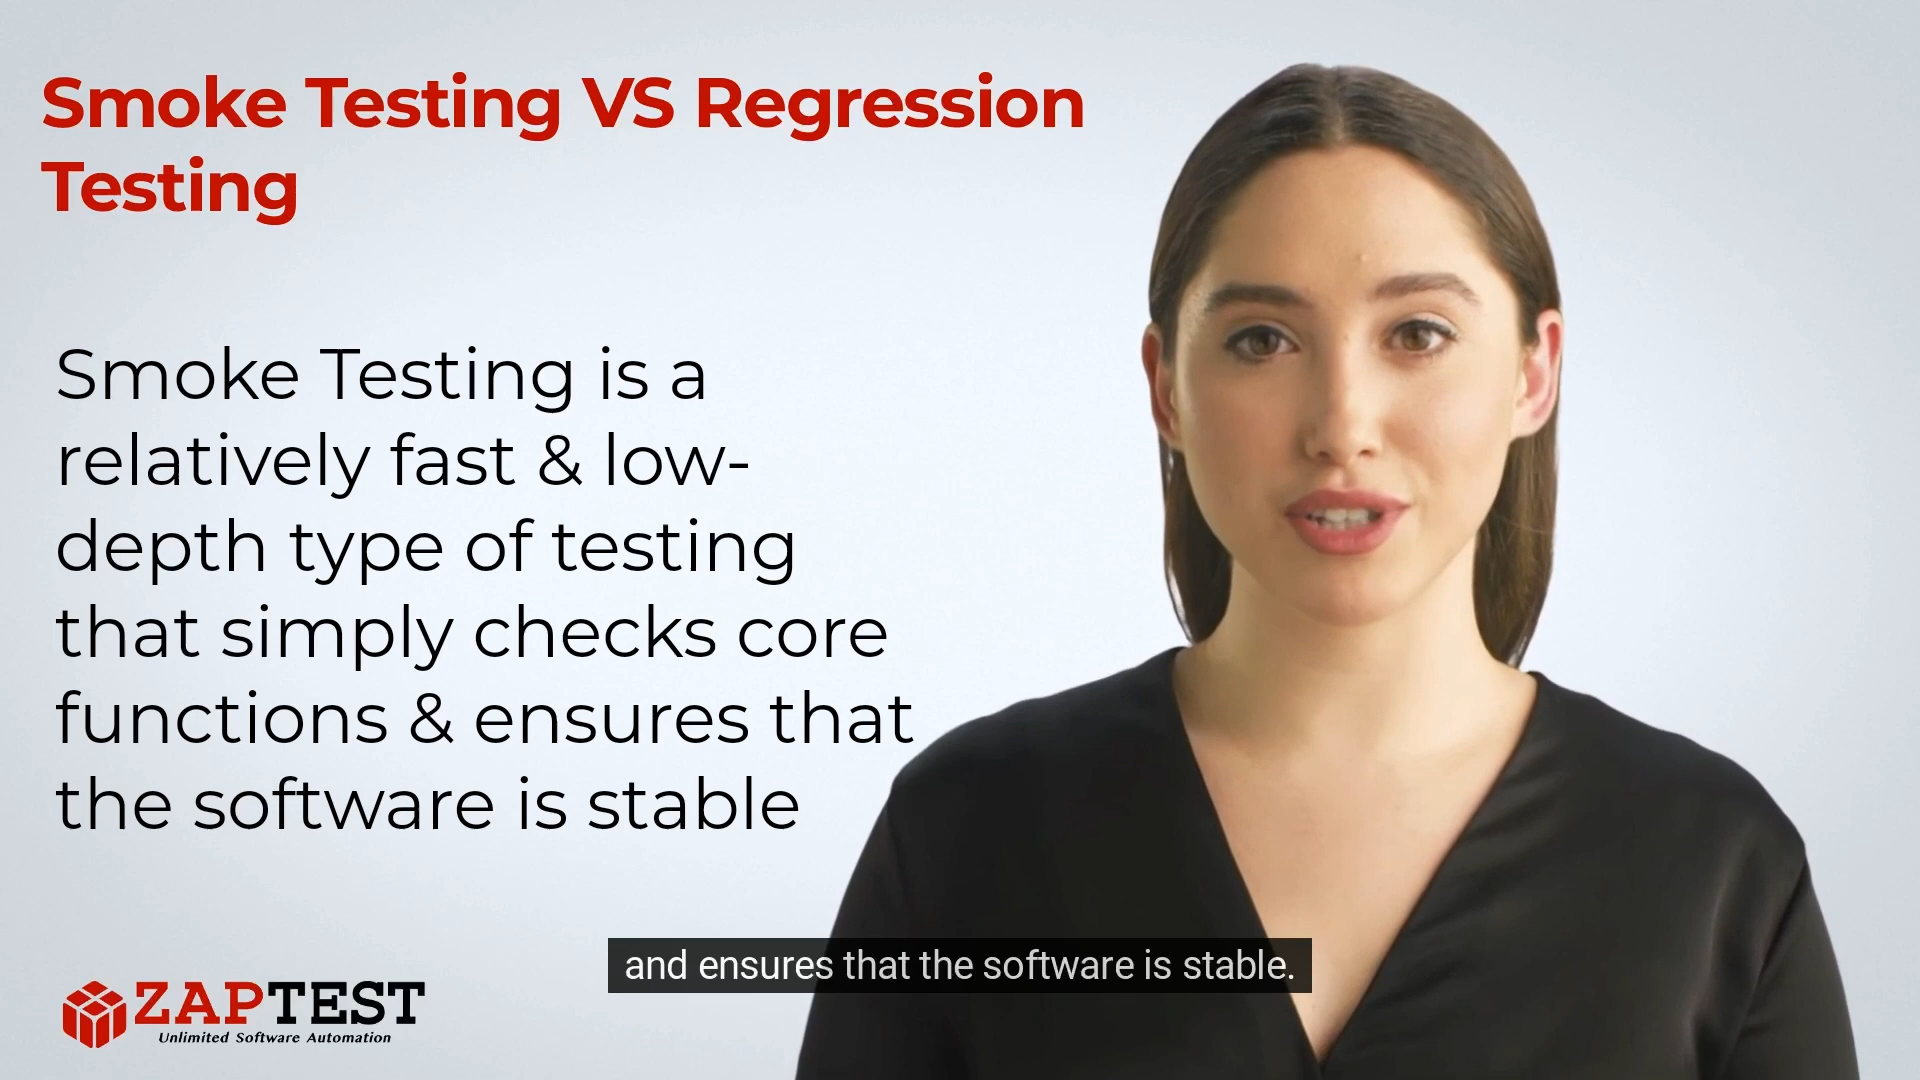 Smoke Testing VS Regression
Testing
Smoke Testing is a
relatively fast & low-
depth type of testing
that simply checks core
functions & ensures that
the software is stable
and ensures that the software is stable.
ZAPTEST
Unlimited Software Automation